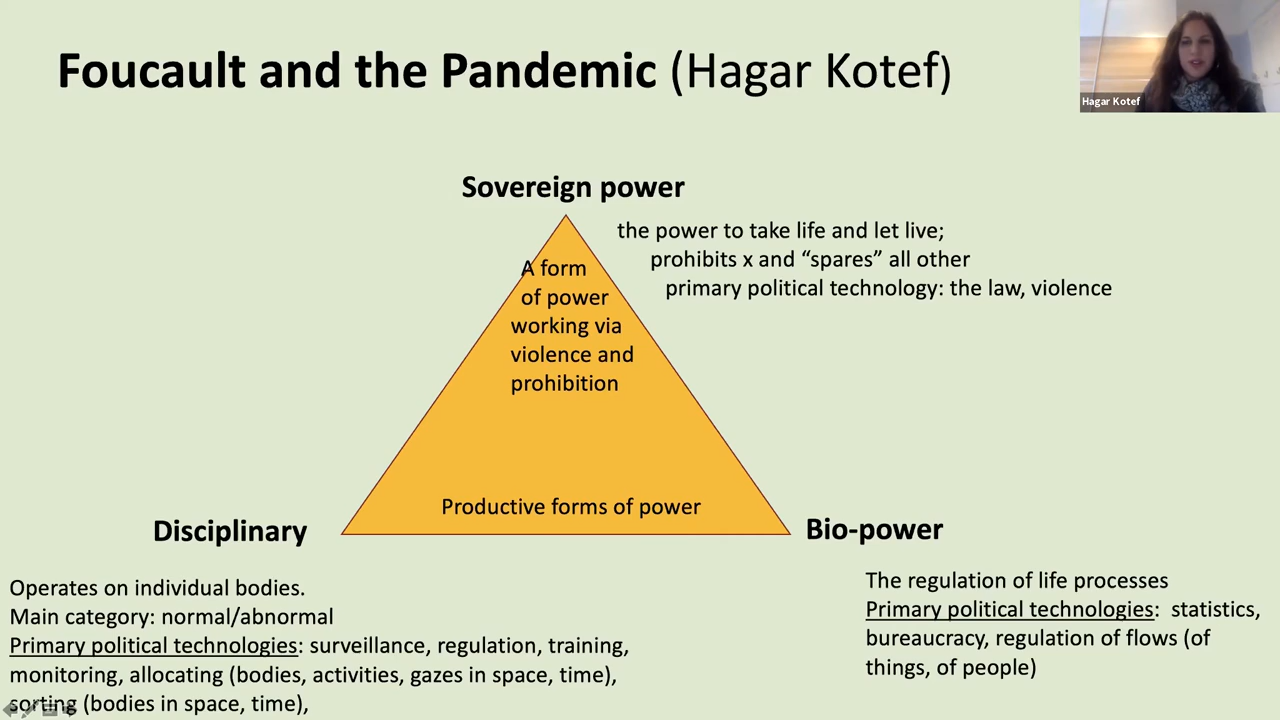 Foucault and the Pandemic (Hagar Kotef)
Hagar Kotef
Sovereign power
the power to take life and let live;
prohibits x and “spares” all other
primary political technology: the law, violence
A form
of power
working via
violence and
prohibition
Productive forms of power
Disciplinary
Operates on individual bodies.
Main category: normal/abnormal
Primary political technologies: surveillance, regulation, training,
monitoring, allocating (bodies, activities, gazes in space, time),
sorting (bodies in space, time),
Bio-power
The regulation of life processes
Primary political technologies:  statistics,
bureaucracy, regulation of flows (of
things, of people)